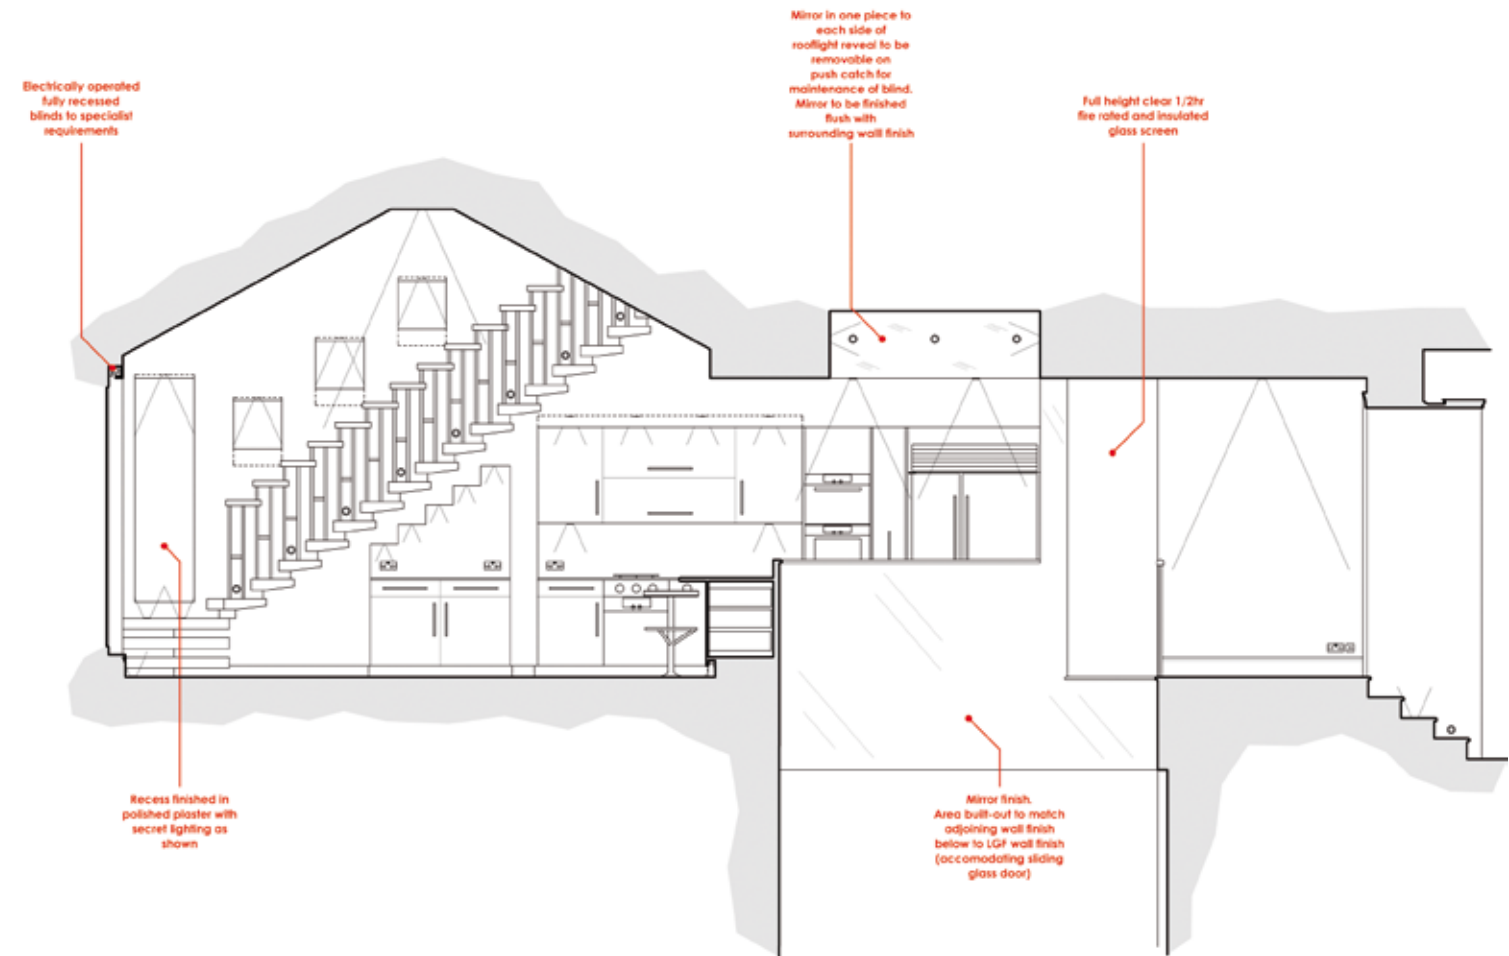 Mirror in one piece to
each side of
rooflight reveal to be
removable on
push catch for
maintenance of blind.
Mirror to be finished
flush with
surrounding wall finish
Electrically operated
fully recessed
blinds to specialist
requirements
Full height clear 1/2hr
fire rated and insulated
glass screen
Recess finished in
polished plaster with
secret lighting as
shown
Mirror finish.
Area built-out to match
adjoining wall finish
below to LGF wall finish
(accomodating sliding
glass door)